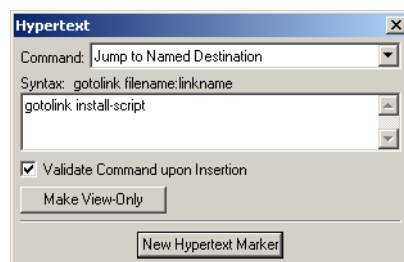 Hypertext
Command: Jump to Named Destination
Syntax: gotolink filename:linkname
gotolink install-script
Validate Command upon Insertion
Make View-Only
New Hypertext Marker